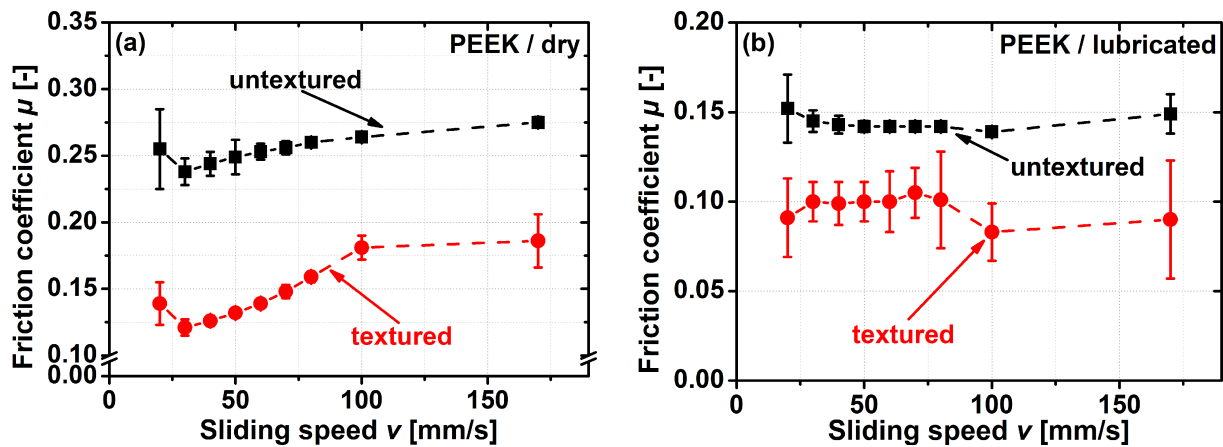 (a)
PEEK / dry
untextured
textured
Friction coefficient µ [-]
0.35
0.30
0.25
0.20
0.15
0.10
0.00
0
50
100
150
Sliding speed v [mm/s]
(b)
PEEK / lubricated
untextured
textured
Friction coefficient µ [-]
0.20
0.15
0.10
0.05
0.00
0
50
100
150
Sliding speed v [mm/s]